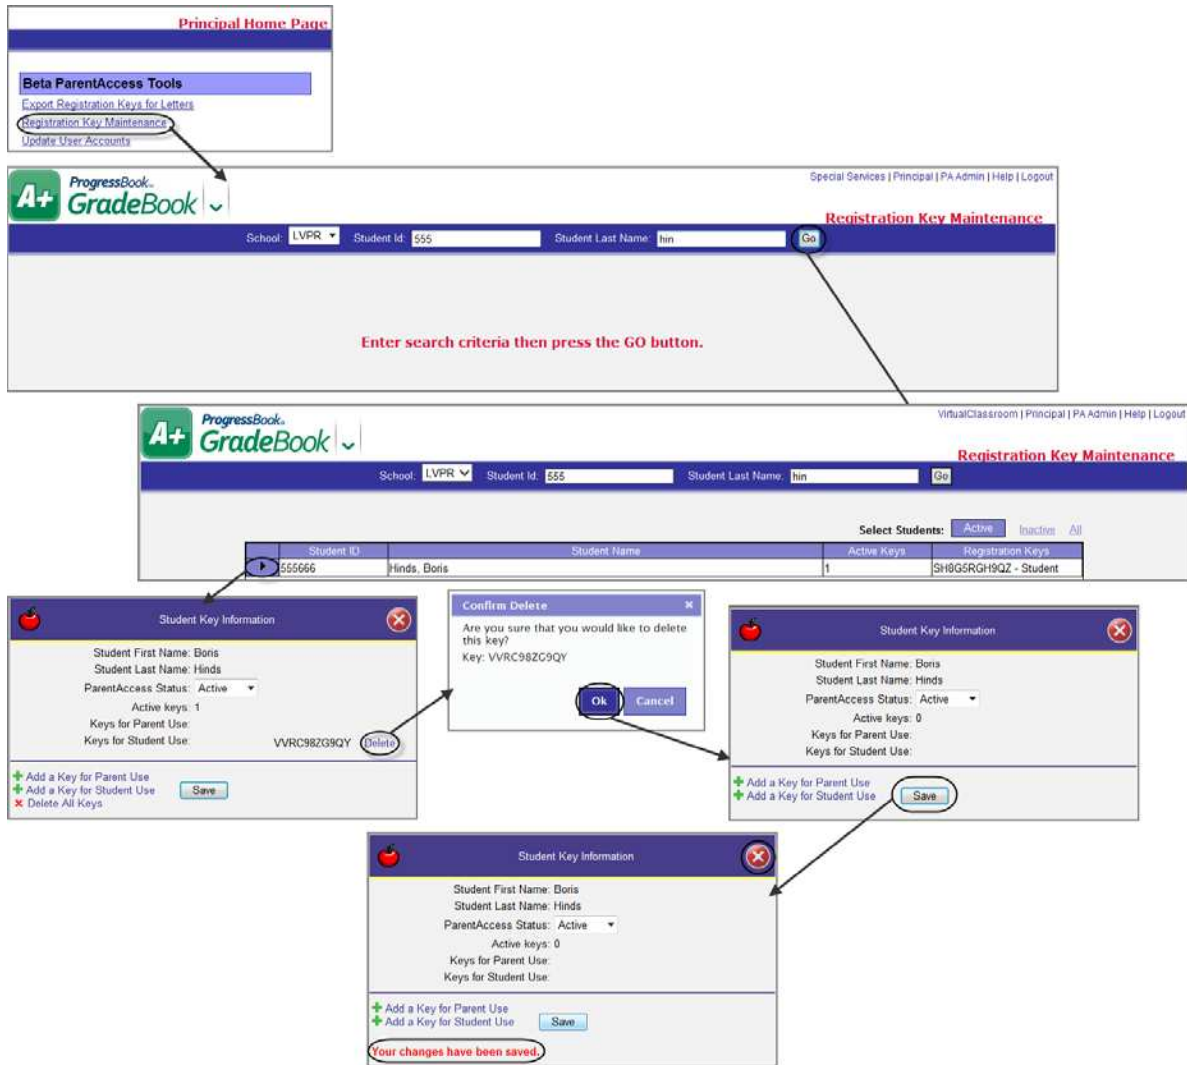 Principal Home Page
Beta ParentAccess Tools
Export Registration Keys for Letters
Registration Key Maintenance
Update User Accounts
A+ ProgressBook GradeBook
Special Services | Principal | PA Admin | Help | Logout
Registration Key Maintenance
School: LVPR Student Id: 555 Student Last Name: hin Go
Enter search criteria then press the GO button.
A+ ProgressBook GradeBook
VirtualClassroom | Principal | PA Admin | Help | Logout
Registration Key Maintenance
School: LVPR Student Id: 555 Student Last Name: hin Go
Select Students: Active Inactive All
Student ID Student Name Active Keys Registration Keys
555666 Hinds, Boris 1 SH8G5RGH9QZ - Student
Student Key Information
Student First Name: Boris
Student Last Name: Hinds
ParentAccess Status: Active
Active keys: 1
Keys for Parent Use:
Keys for Student Use: VVRC98ZG9QY Delete
Add a Key for Parent Use
Add a Key for Student Use Save
Delete All Keys
Confirm Delete
Are you sure that you would like to delete
this key?
Key: VVRC98ZG9QY
Ok Cancel
Student Key Information
Student First Name: Boris
Student Last Name: Hinds
ParentAccess Status: Active
Active keys: 0
Keys for Parent Use:
Keys for Student Use:
Add a Key for Parent Use
Add a Key for Student Use Save
Student Key Information
Student First Name: Boris
Student Last Name: Hinds
ParentAccess Status: Active
Active keys: 0
Keys for Parent Use:
Keys for Student Use:
Add a Key for Parent Use
Add a Key for Student Use Save
Your changes have been saved.